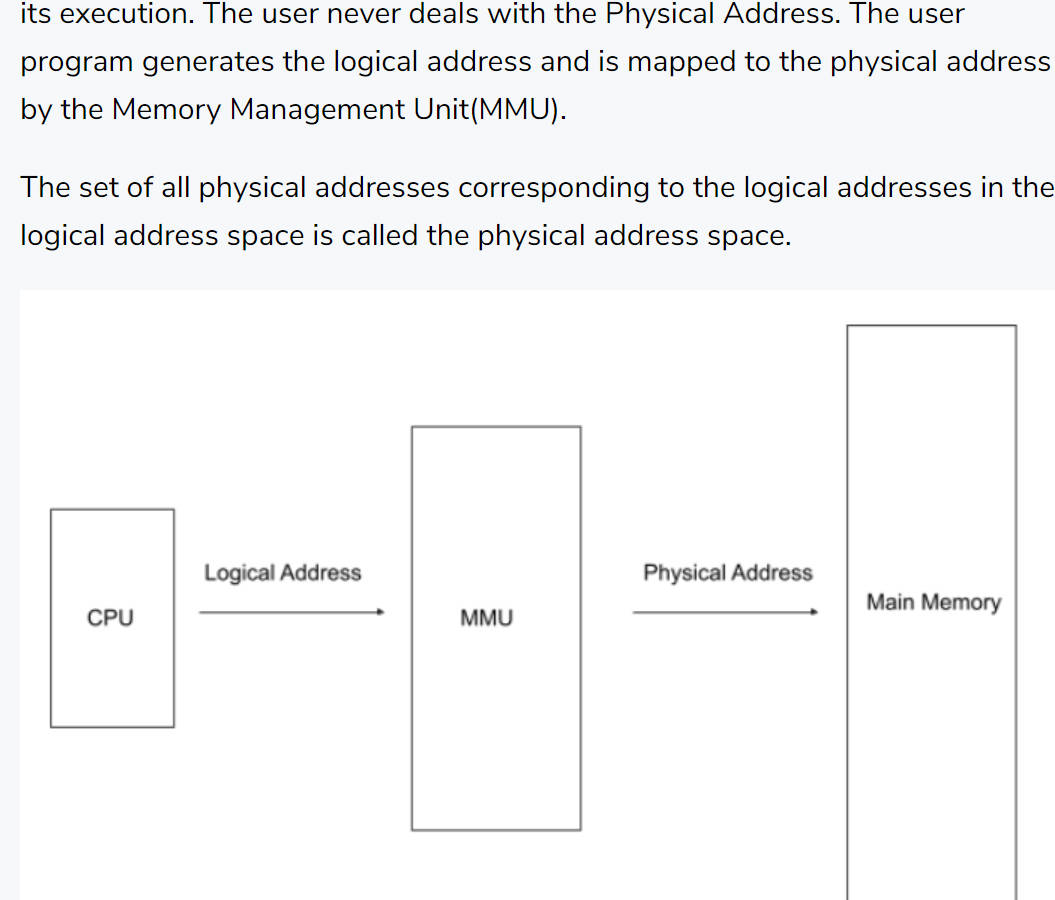 its execution. The user never deals with the Physical Address. The user
program generates the logical address and is mapped to the physical address
by the Memory Management Unit(MMU).
The set of all physical addresses corresponding to the logical addresses in the
logical address space is called the physical address space.
Logical Address
Physical Address
CPU
MMU
Main Memory